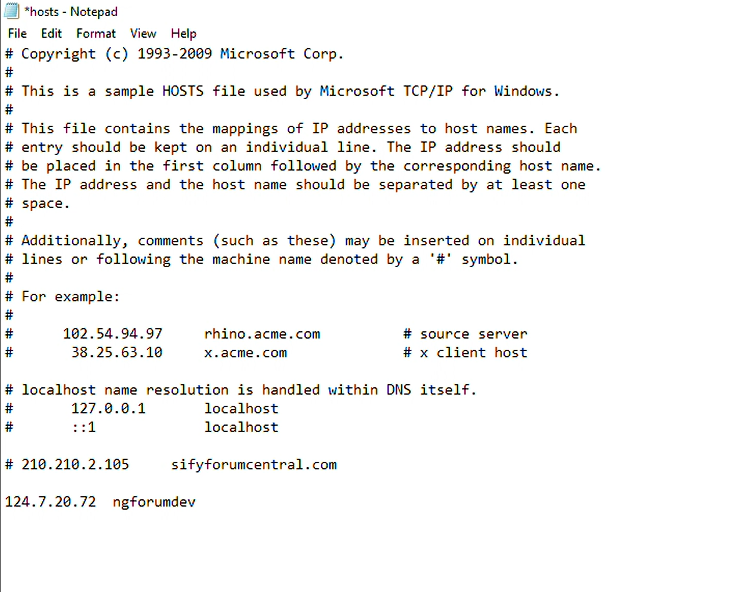 *hosts - Notepad
File Edit Format View Help
# Copyright (c) 1993-2009 Microsoft Corp.
#
# This is a sample HOSTS file used by Microsoft TCP/IP for Windows.
#
# This file contains the mappings of IP addresses to host names. Each
# entry should be kept on an individual line. The IP address should
# be placed in the first column followed by the corresponding host name.
# The IP address and the host name should be separated by at least one
# space.
#
# Additionally, comments (such as these) may be inserted on individual
# lines or following the machine name denoted by a '#' symbol.
#
# For example:
#
#      102.54.94.97     rhino.acme.com          # source server
#       38.25.63.10     x.acme.com              # x client host

# localhost name resolution is handled within DNS itself.
#       127.0.0.1       localhost
#       ::1             localhost

# 210.210.2.105     sifyforumcentral.com

124.7.20.72  ngforumdev